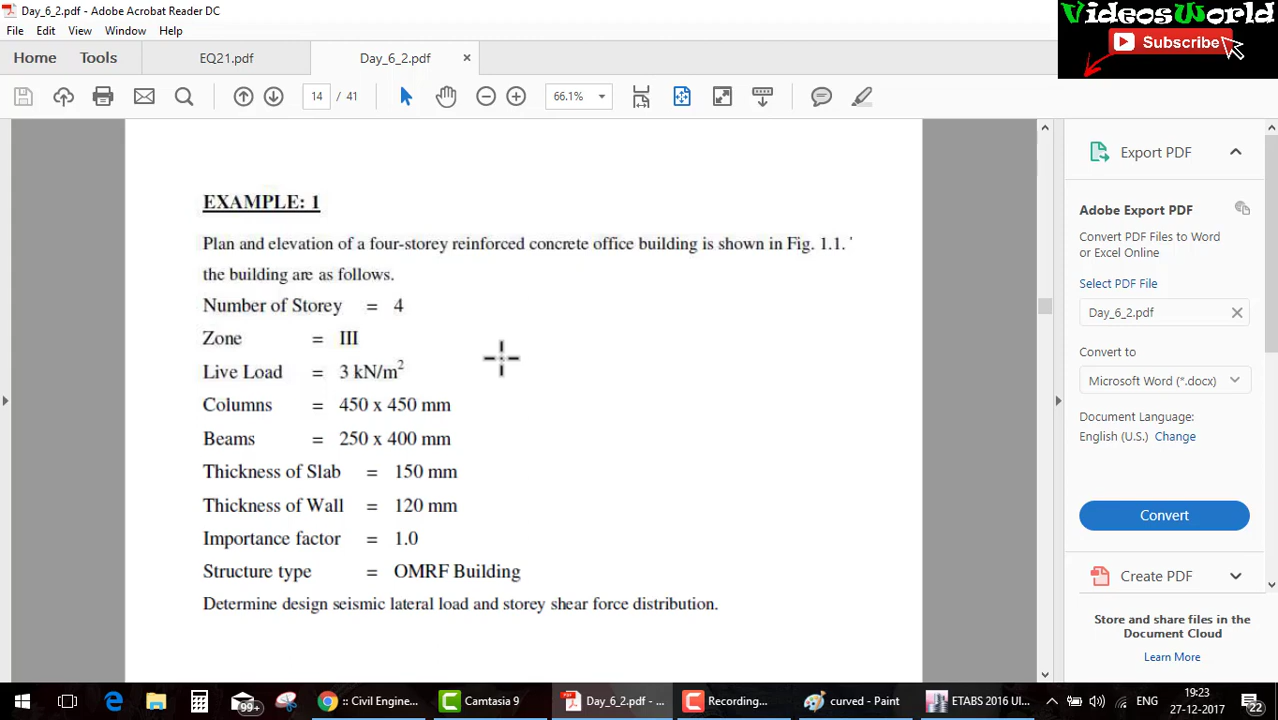 Day_6_2.pdf - Adobe Acrobat Reader DC
File Edit View Window Help
VideosWorld
Subscribe
Home Tools EQ21.pdf Day_6_2.pdf ×
14 / 41 66.1%
EXAMPLE: 1
Plan and elevation of a four-storey reinforced concrete office building is shown in Fig. 1.1.
the building are as follows.
Number of Storey = 4
Zone = III
Live Load = 3 kN/m²
Columns = 450 x 450 mm
Beams = 250 x 400 mm
Thickness of Slab = 150 mm
Thickness of Wall = 120 mm
Importance factor = 1.0
Structure type = OMRF Building
Determine design seismic lateral load and storey shear force distribution.
Export PDF
Adobe Export PDF
Convert PDF Files to Word
or Excel Online
Select PDF File
Day_6_2.pdf ×
Convert to
Microsoft Word (*.docx)
Document Language:
English (U.S.) Change
Convert
Create PDF
Store and share files in the
Document Cloud
Learn More
99+ :: Civil Engine... Camtasia 9 Day_6_2.pdf - ... Recording... curved - Paint ETABS 2016 Ul... ENG 19:23
27-12-2017 22